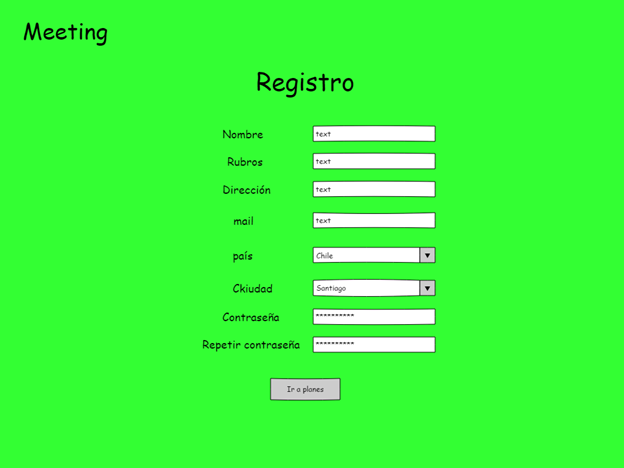 Meeting
Registro
Nombre text
Rubros text
Dirección text
mail text
país Chile
Ckiudad Santiago
Contraseña **********
Repetir contraseña **********
Ir a planes